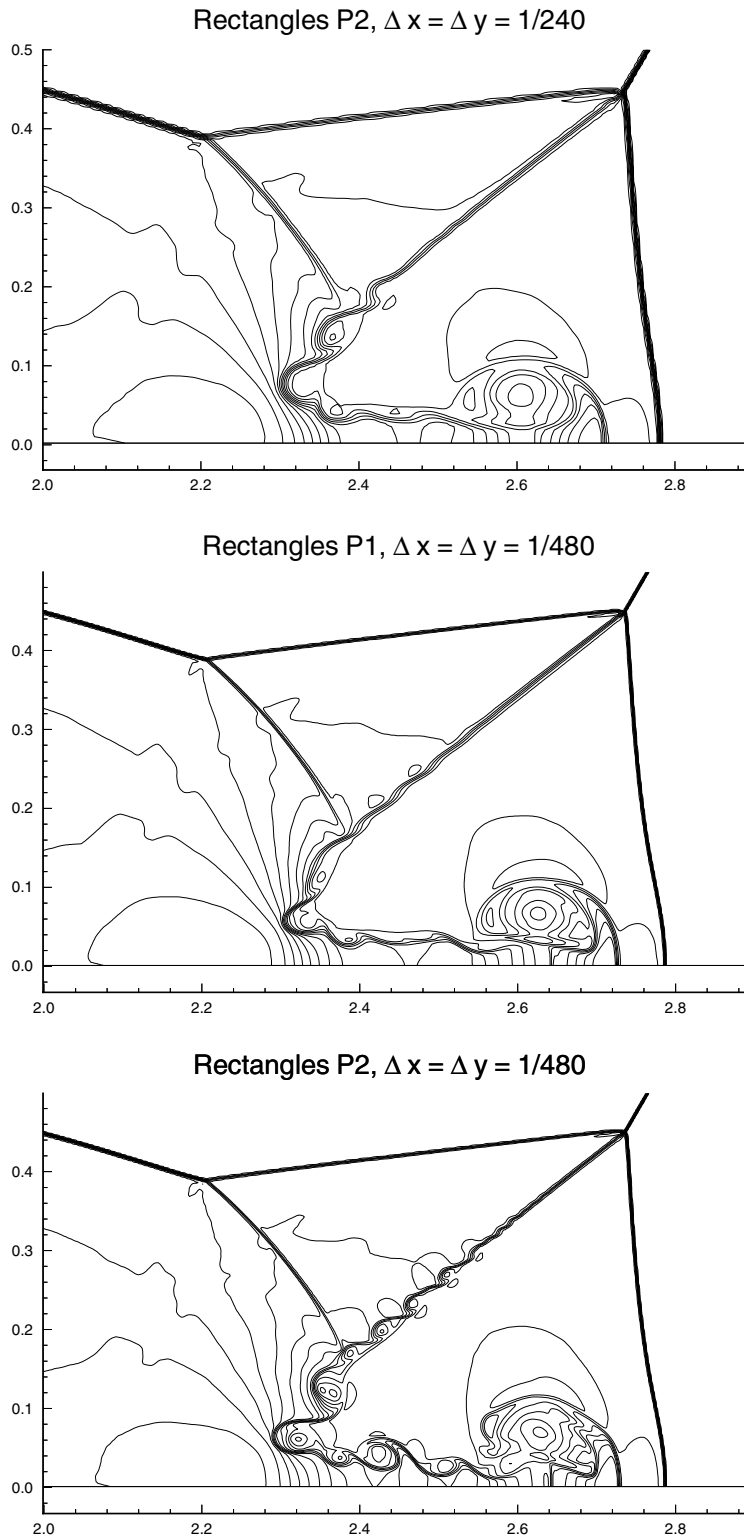 Rectangles P2, Δ x = Δ y = 1/240
0.5
0.4
0.3
0.2
0.1
0.0
2.0 2.2 2.4 2.6 2.8
Rectangles P1, Δ x = Δ y = 1/480
0.4
0.3
0.2
0.1
0.0
2.0 2.2 2.4 2.6 2.8
Rectangles P2, Δ x = Δ y = 1/480
0.4
0.3
0.2
0.1
0.0
2.0 2.2 2.4 2.6 2.8